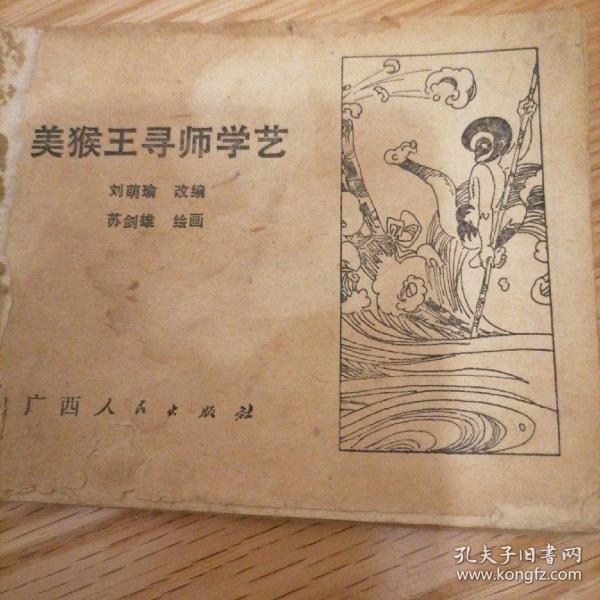 美猴王寻师学艺
刘萌瑜 改编
苏剑雄 绘画
广西人民出版社
孔夫子旧書网
www.kongfz.com